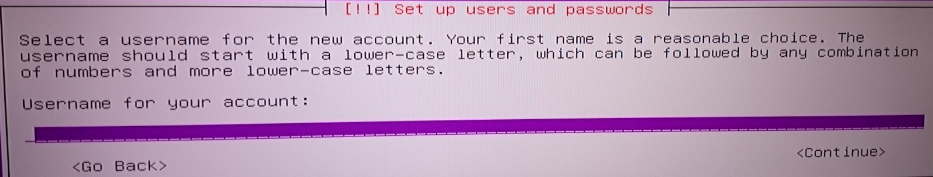 [!!] Set up users and passwords
Select a username for the new account. Your first name is a reasonable choice. The
username should start with a lower-case letter, which can be followed by any combination
of numbers and more lower-case letters.
Username for your account:
<Go Back>
<Continue>